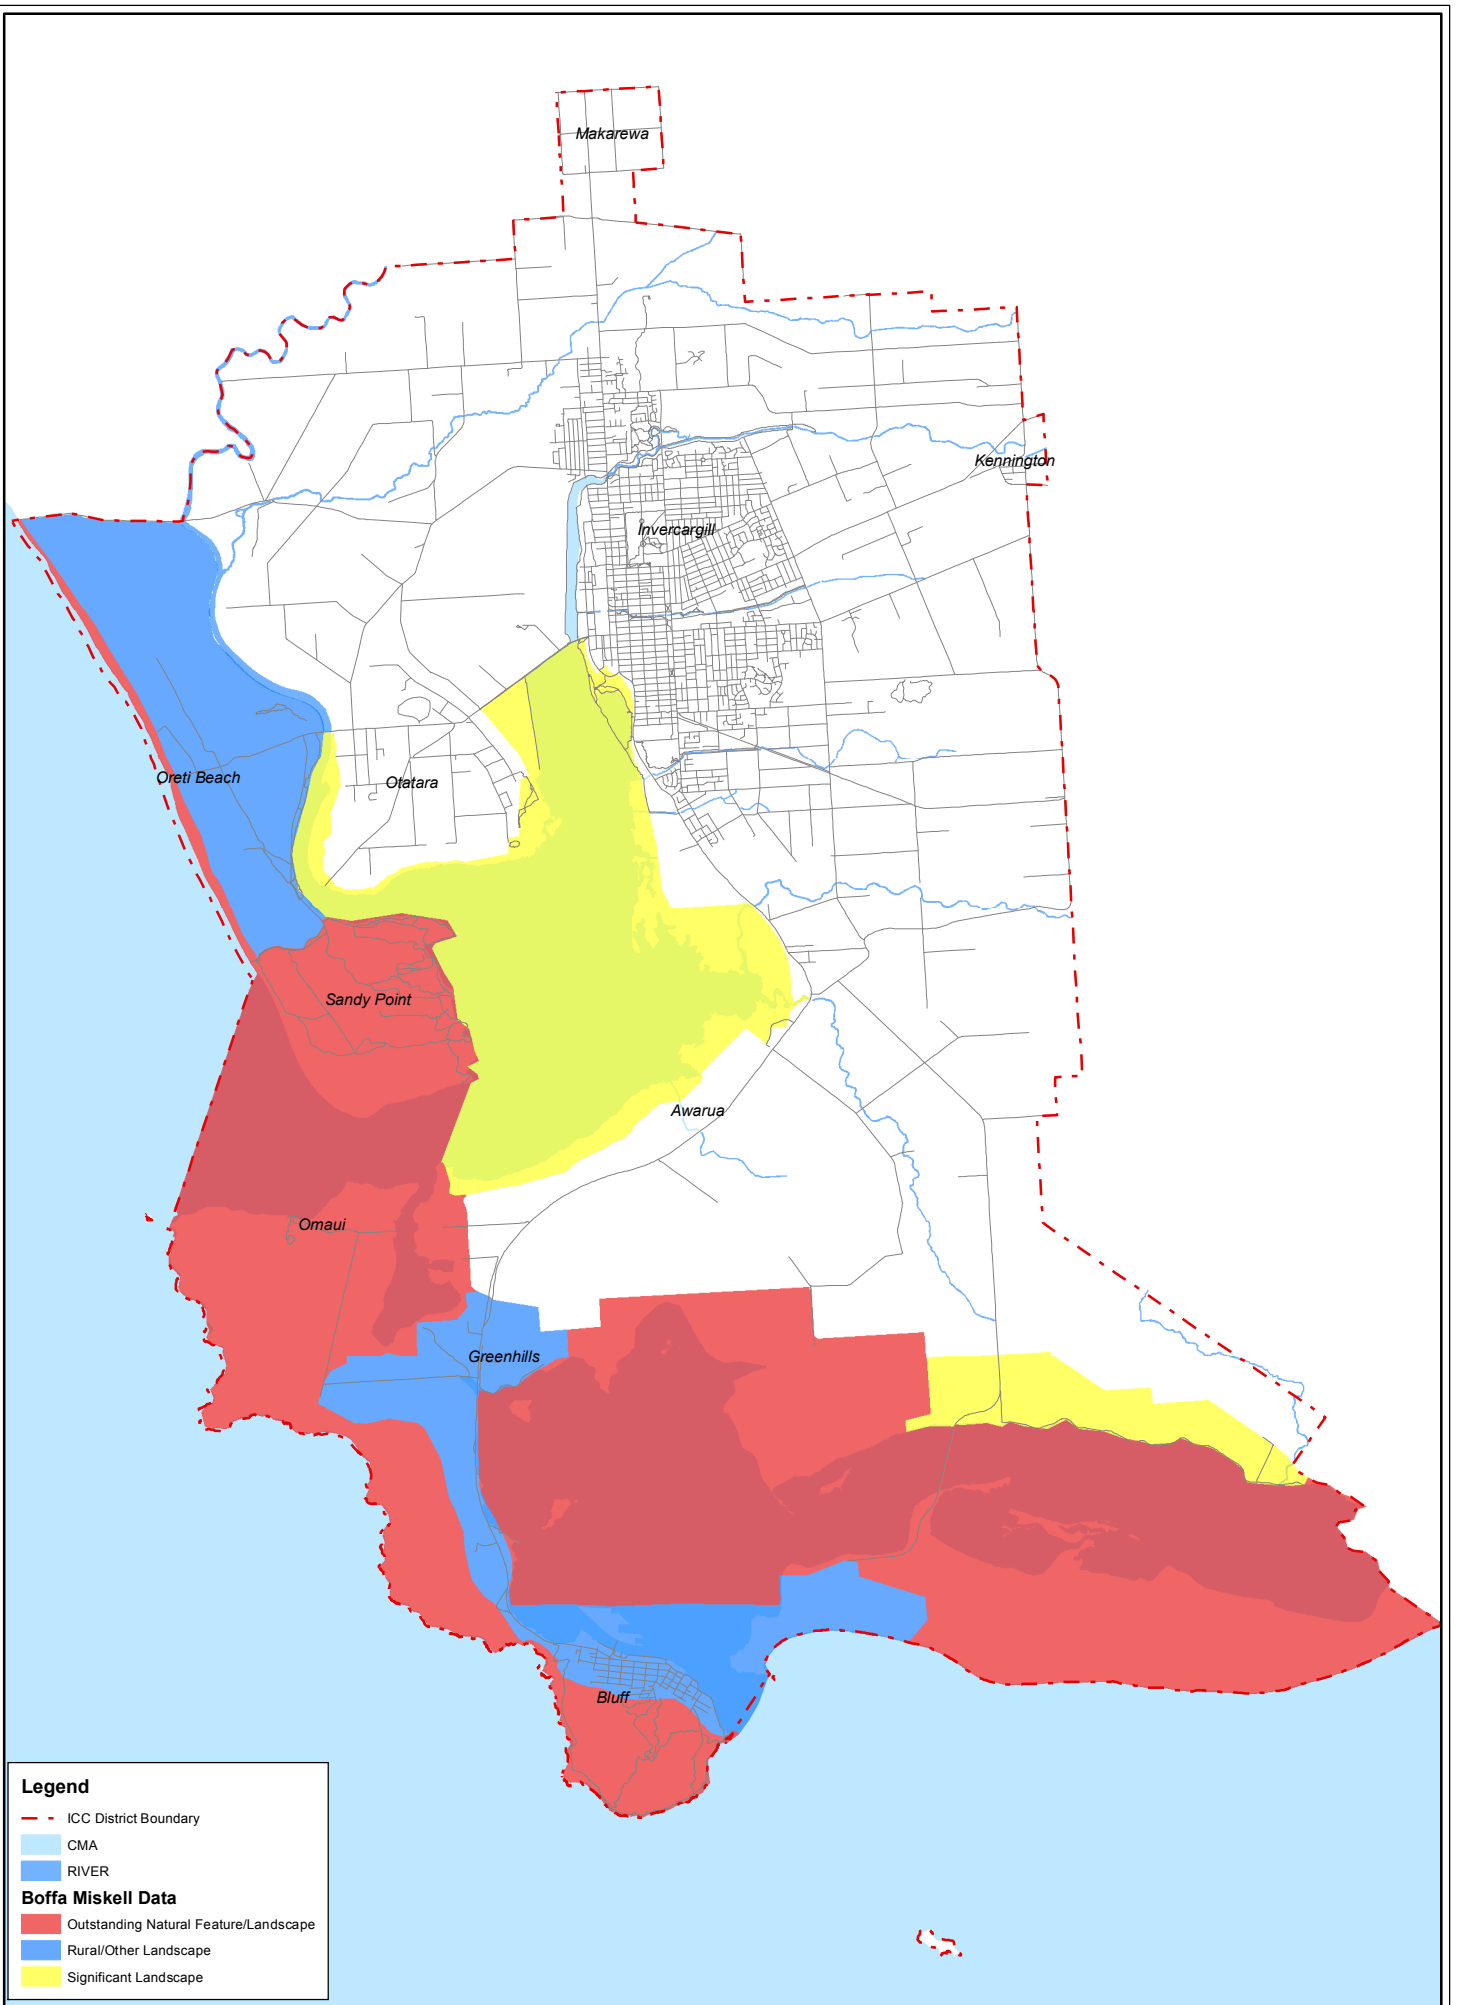 Makarewa
Kennington
Invercargill
Oreti Beach
Otatara
Sandy Point
Awarua
Omaui
Greenhills
Bluff
Legend
ICC District Boundary
CMA
RIVER
Boffa Miskell Data
Outstanding Natural Feature/Landscape
Rural/Other Landscape
Significant Landscape